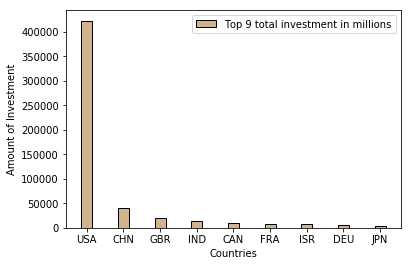 Top 9 total investment in millions
Amount of Investment
400000
350000
300000
250000
200000
150000
100000
50000
0
USA CHN GBR IND CAN FRA ISR DEU JPN
Countries